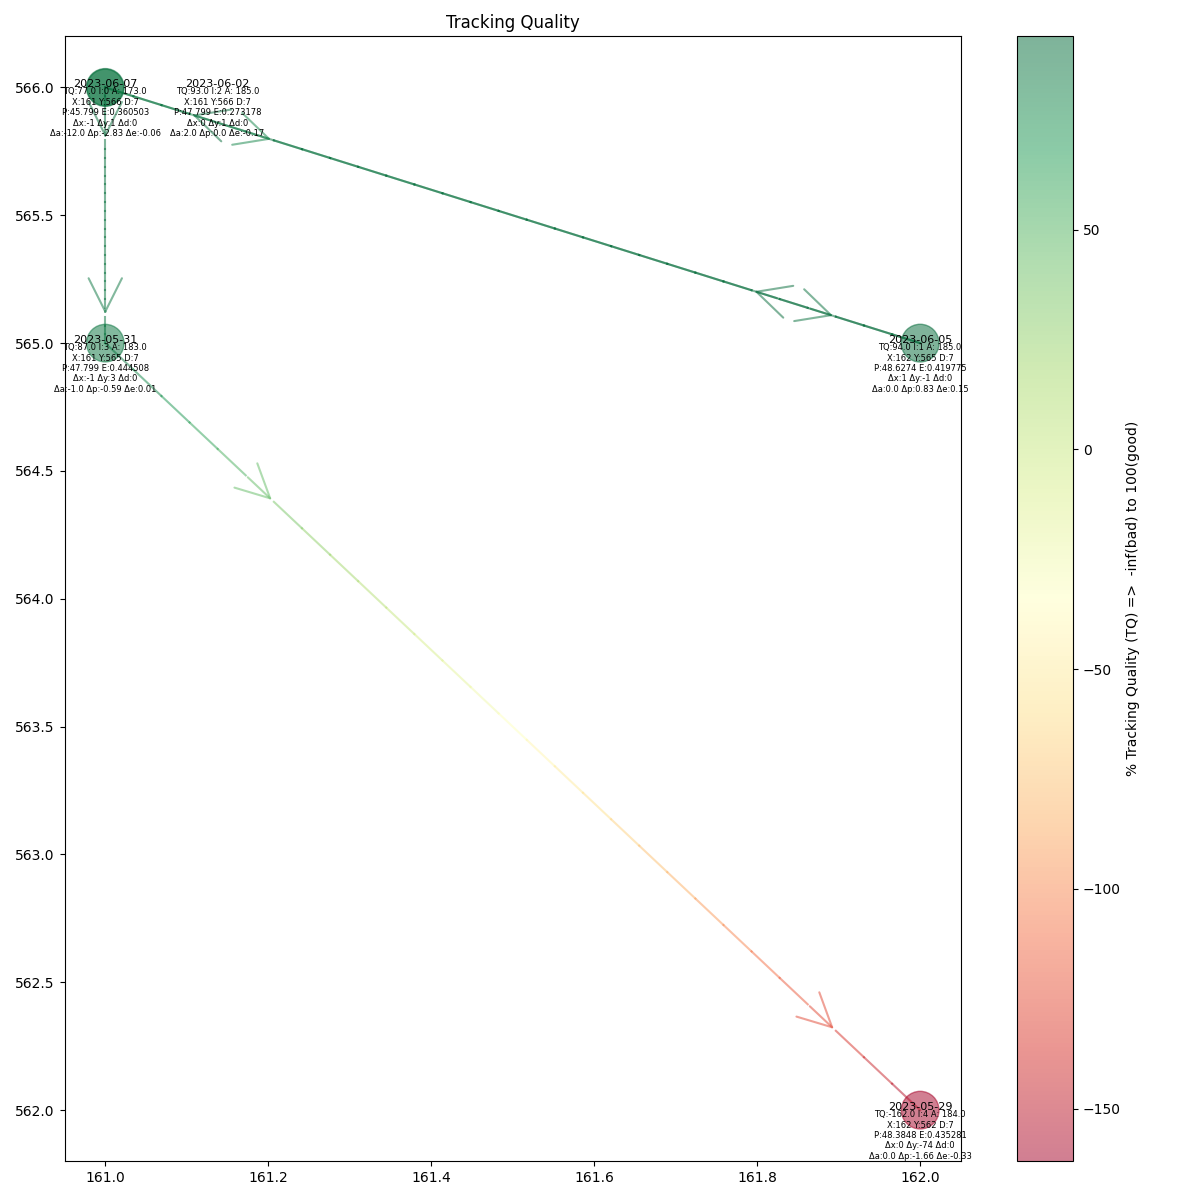 Tracking Quality
2023-06-07
TQ:77.0 I:0 A: 173.0
X:161 Y:566 D:7
P:45.799 E:0.360503
Δx:-1 Δy:1 Δd:0
Δa:-12.0 Δp:-2.83 Δe:-0.06
2023-06-02
TQ:93.0 I:2 A: 185.0
X:161 Y:566 D:7
P:47.799 E:0.273178
Δx:0 Δy:1 Δd:0
Δa:2.0 Δp:0.0 Δe:-0.17
2023-05-31
TQ:87.0 I:3 A: 183.0
X:161 Y:565 D:7
P:47.799 E:0.444508
Δx:-1 Δy:3 Δd:0
Δa:-1.0 Δp:-0.59 Δe:0.01
2023-06-05
TQ:94.0 I:1 A: 185.0
X:162 Y:565 D:7
P:48.6274 E:0.419775
Δx:1 Δy:-1 Δd:0
Δa:0.0 Δp:0.83 Δe:0.15
2023-05-29
TQ:-162.0 I:4 A: 184.0
X:162 Y:562 D:7
P:48.3848 E:0.435281
Δx:0 Δy:-74 Δd:0
Δa:0.0 Δp:-1.66 Δe:-0.33
566.0
565.5
565.0
564.5
564.0
563.5
563.0
562.5
562.0
161.0 161.2 161.4 161.6 161.8 162.0
50
0
−50
−100
−150
% Tracking Quality (TQ) => -inf(bad) to 100(good)